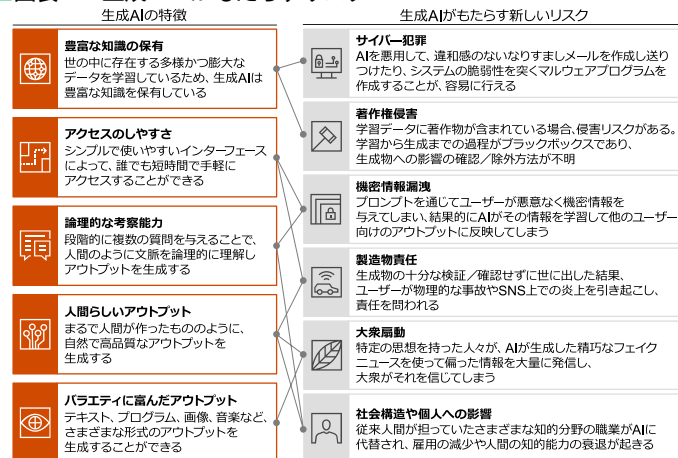 生成AIの特徴
豊富な知識の保有
世の中に存在する多様かつ膨大な
データを学習しているため、生成AIは
豊富な知識を保有している
アクセスのしやすさ
シンプルで使いやすいインターフェース
によって、誰でも短時間で手軽に
アクセスすることができる
論理的な考察能力
段階的に複数の質問を与えることで、
人間のように文脈を論理的に理解し
アウトプットを生成する
人間らしいアウトプット
まるで人間が作ったもののように、
自然で高品質なアウトプットを
生成する
バラエティに富んだアウトプット
テキスト、プログラム、画像、音楽など、
さまざまな形式のアウトプットを
生成することができる
生成AIがもたらす新しいリスク
サイバー犯罪
AIを悪用して、違和感のないなりすましメールを作成し送り
つけたり、システムの脆弱性を突くマルウェアプログラムを
作成することが、容易に行える
著作権侵害
学習データに著作物が含まれている場合、侵害リスクがある。
学習から生成までの過程がブラックボックスであり、
生成物への影響の確認／除外方法が不明
機密情報漏洩
プロンプトを通じてユーザーが悪意なく機密情報を
与えてしまい、結果的にAIがその情報を学習して他のユーザー
向けのアウトプットに反映してしまう
製造物責任
生成物の十分な検証／確認せずに世に出した結果、
ユーザーが物理的な事故やSNS上での炎上を引き起こし、
責任を問われる
大衆扇動
特定の思想を持った人々が、AIが生成した精巧なフェイク
ニュースを使って偏った情報を大量に発信し、
大衆がそれを信じてしまう
社会構造や個人への影響
従来人間が担っていたさまざまな知的分野の職業がAIに
代替され、雇用の減少や人間の知的能力の衰退が起きる